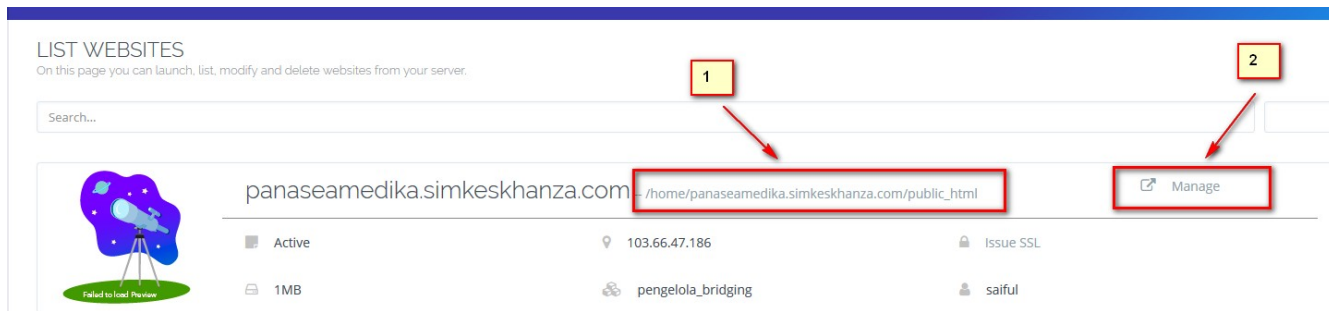 LIST WEBSITES
On this page you can launch, list, modify and delete websites from your server.
1
2
Search...
panaseamedika.simkeskhanza.com - /home/panaseamedika.simkeskhanza.com/public_html
Manage
Active
103.66.47.186
Issue SSL
Failed to load Preview
1MB
pengelola_bridging
saiful